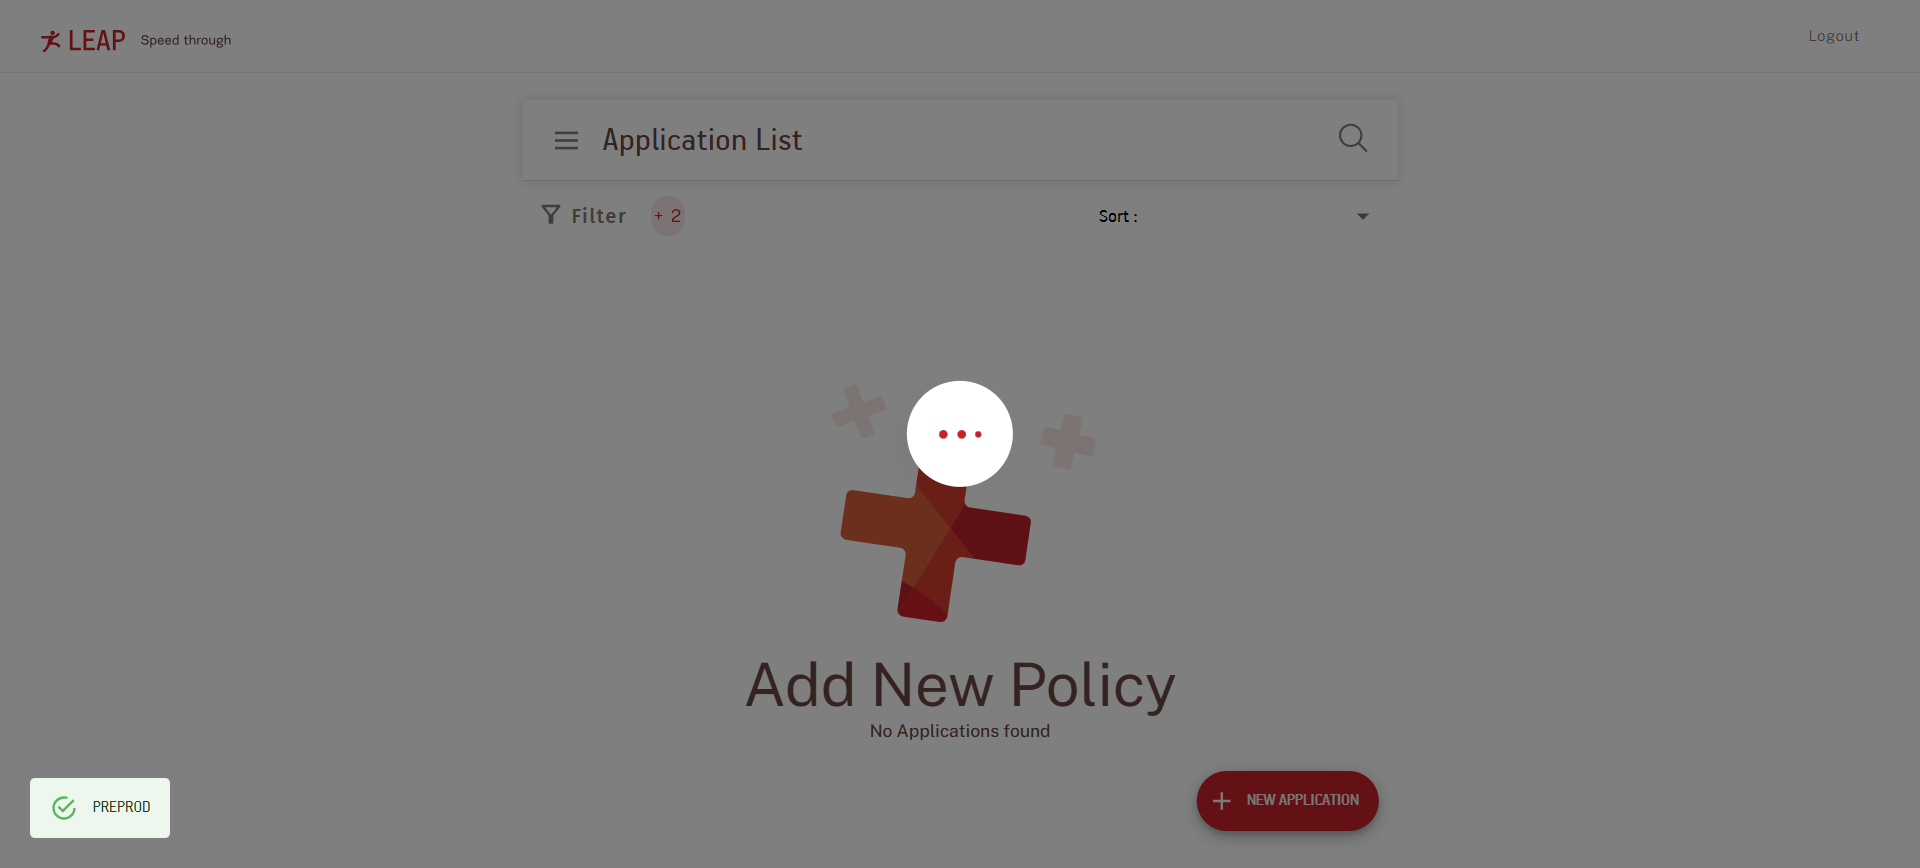 LEAP Speed through
Logout
Application List
Filter + 2
Sort :
Add New Policy
No Applications found
PREPROD
+ NEW APPLICATION